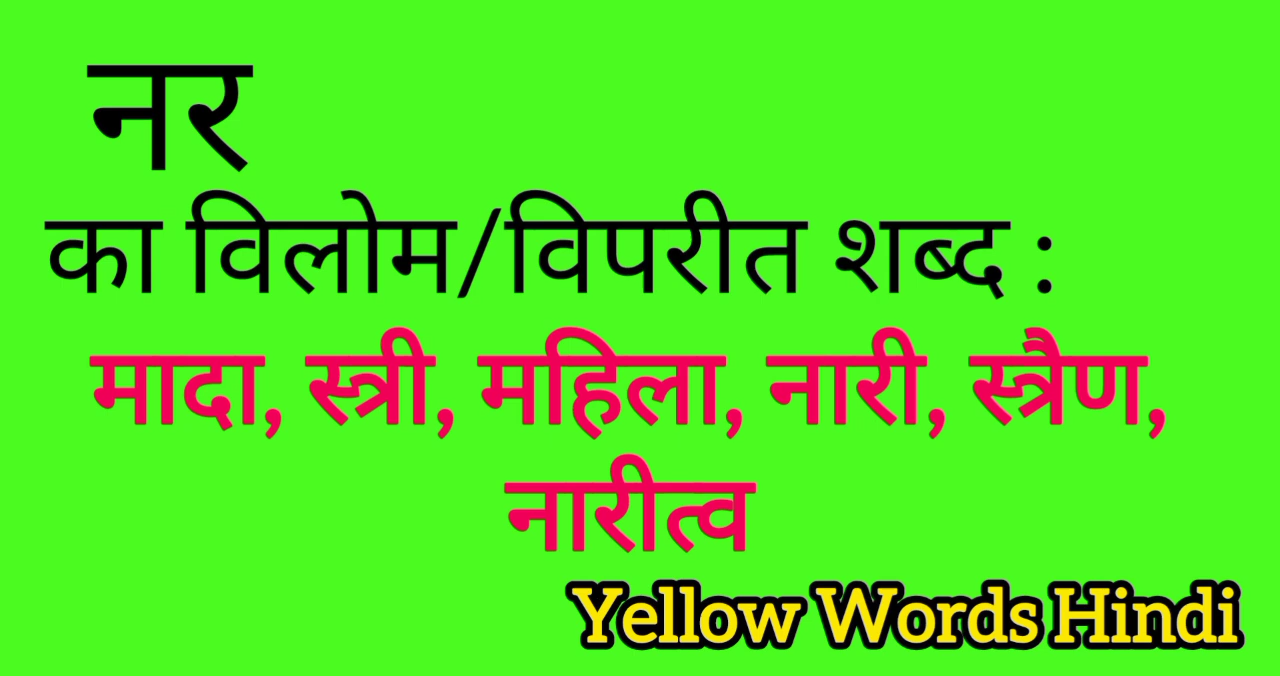 नर
का विलोम/विपरीत शब्द :
मादा, स्त्री, महिला, नारी, स्त्रैण,
नारीत्व
Yellow Words Hindi